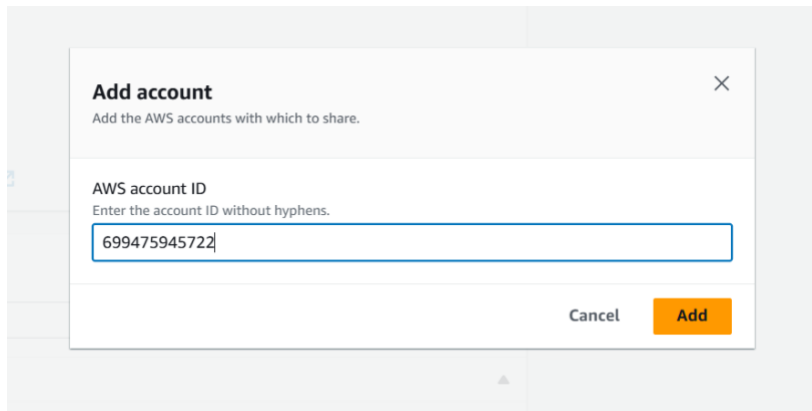 Add account
Add the AWS accounts with which to share.
AWS account ID
Enter the account ID without hyphens.
699475945722
Cancel
Add